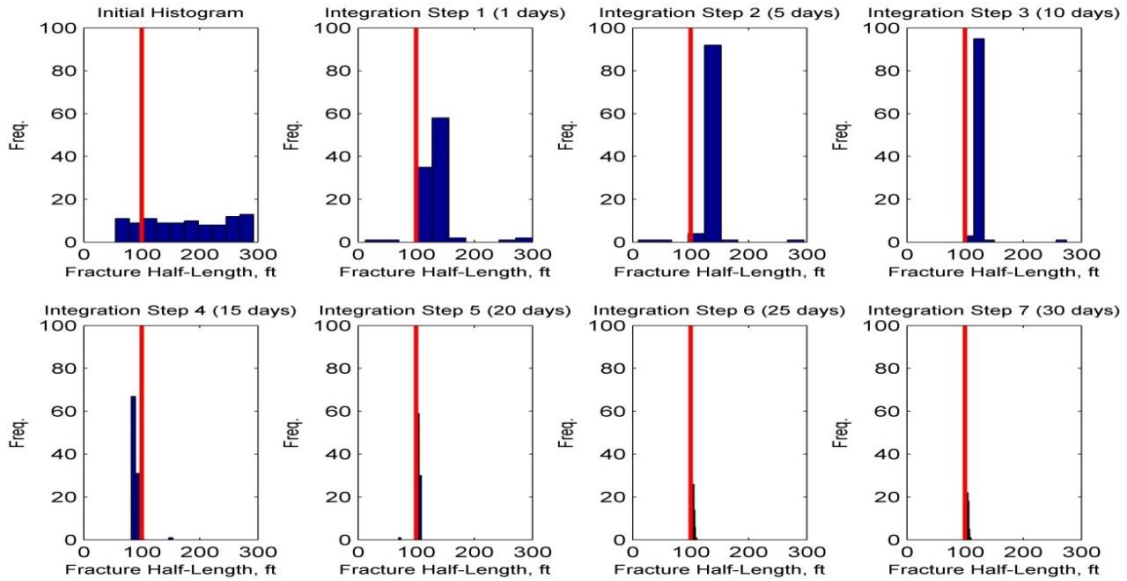 Initial Histogram
100
80
60
40
20
0
Freq.
0 100 200 300
Fracture Half-Length, ft
Integration Step 1 (1 days)
100
80
60
40
20
0
Freq.
0 100 200 300
Fracture Half-Length, ft
Integration Step 2 (5 days)
100
80
60
40
20
0
Freq.
0 100 200 300
Fracture Half-Length, ft
Integration Step 3 (10 days)
100
80
60
40
20
0
Freq.
0 100 200 300
Fracture Half-Length, ft
Integration Step 4 (15 days)
100
80
60
40
20
0
Freq.
0 100 200 300
Fracture Half-Length, ft
Integration Step 5 (20 days)
100
80
60
40
20
0
Freq.
0 100 200 300
Fracture Half-Length, ft
Integration Step 6 (25 days)
100
80
60
40
20
0
Freq.
0 100 200 300
Fracture Half-Length, ft
Integration Step 7 (30 days)
100
80
60
40
20
0
Freq.
0 100 200 300
Fracture Half-Length, ft